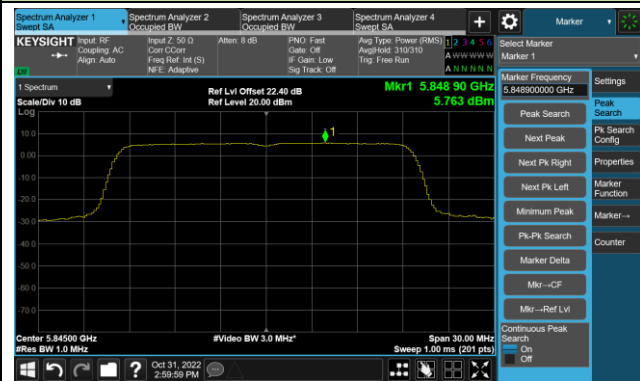 Spectrum Analyzer 1
Swept SA
Spectrum Analyzer 2
Occupied BW
Spectrum Analyzer 3
Occupied BW
Spectrum Analyzer 4
Swept SA
+
Marker
KEYSIGHT
Input: RF
Coupling: AC
Align: Auto
Input Z: 50 Ω
Corr CCorr
Freq Ref: Int (S)
NFE: Adaptive
Atten: 8 dB
PNO: Fast
Gate: Off
IF Gain: Low
Sig Track: Off
Avg Type: Power (RMS)
Avg|Hold: 310/310
Trig: Free Run
1 2 3 4 5 6
A W W W W W
A N N N N N
Select Marker
Marker 1
1 Spectrum
Scale/Div 10 dB
Log
Ref Lvl Offset 22.40 dB
Ref Level 20.00 dBm
Mkr1 5.848 90 GHz
5.763 dBm
1
10.0
0.00
-10.0
-20.0
-30.0
-40.0
-50.0
-60.0
-70.0
Center 5.84500 GHz
#Res BW 1.0 MHz
#Video BW 3.0 MHz*
Span 30.00 MHz
Sweep 1.00 ms (201 pts)
Marker Frequency
5.848900000 GHz
Peak Search
Next Peak
Next Pk Right
Next Pk Left
Minimum Peak
Pk-Pk Search
Marker Delta
Mkr→CF
Mkr→Ref Lvl
Continuous Peak
Search
On
Off
Settings
Peak
Search
Pk Search
Config
Properties
Marker
Function
Marker→
Counter
?
Oct 31, 2022
2:59:59 PM